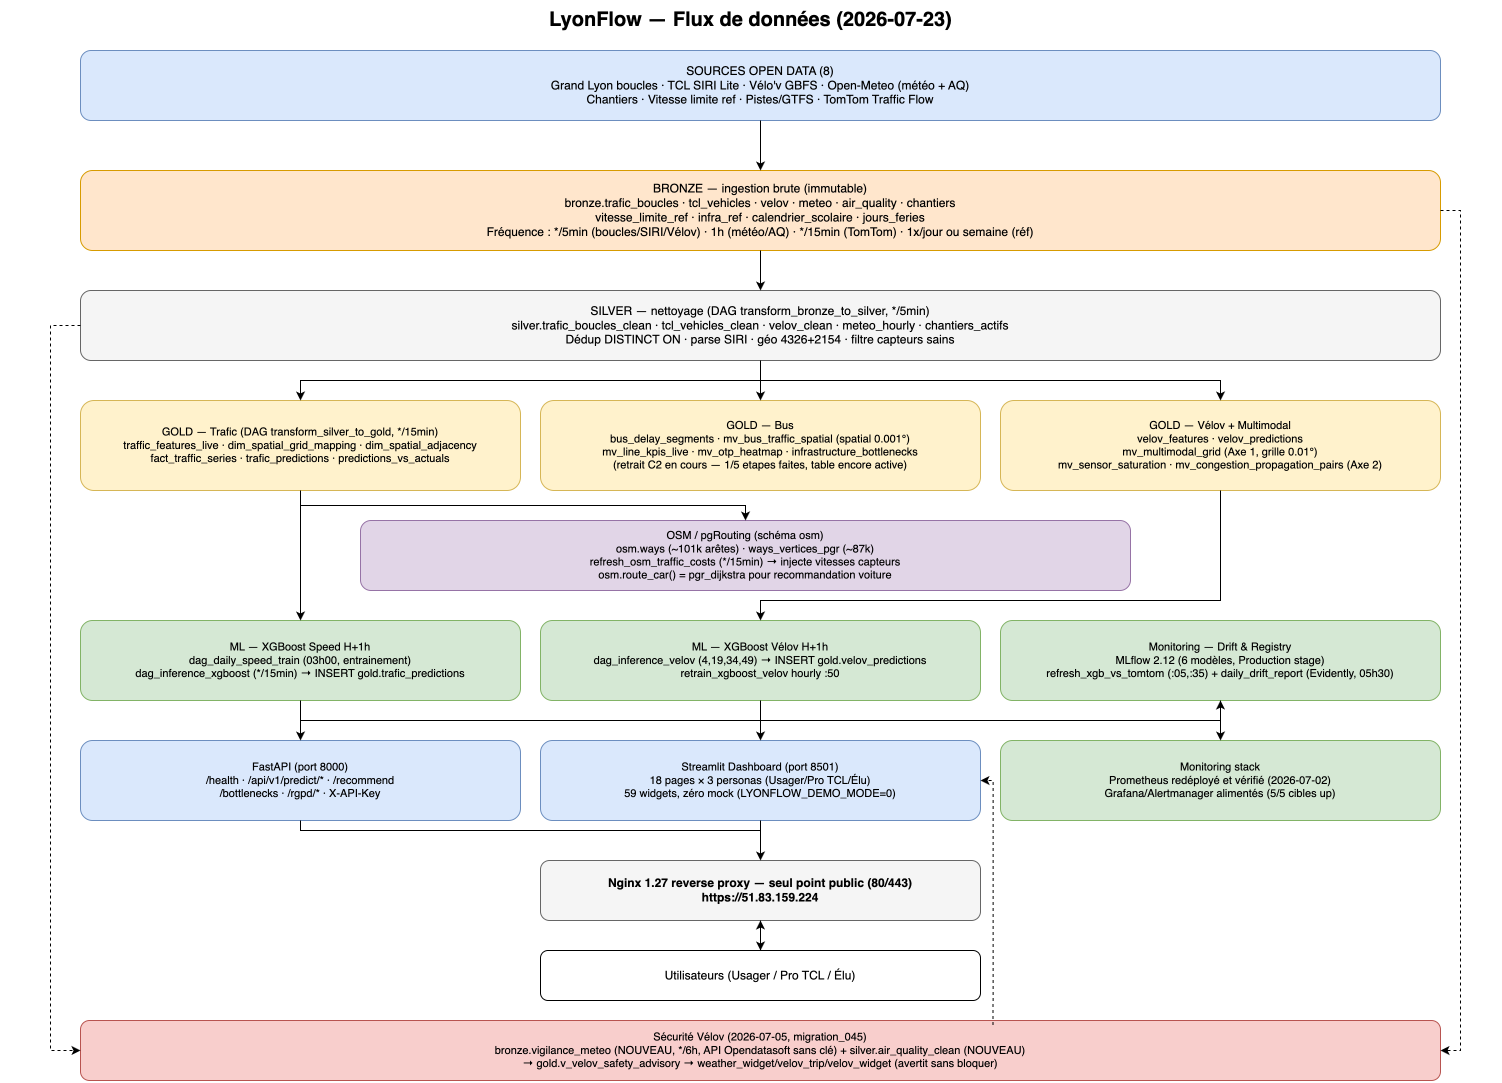 LyonFlow — Flux de données (2026-07-23)
SOURCES OPEN DATA (8)
Grand Lyon boucles · TCL SIRI Lite · Vélo'v GBFS · Open-Meteo (météo + AQ)
Chantiers · Vitesse limite ref · Pistes/GTFS · TomTom Traffic Flow
BRONZE — ingestion brute (immutable)
bronze.trafic_boucles · tcl_vehicles · velov · meteo · air_quality · chantiers
vitesse_limite_ref · infra_ref · calendrier_scolaire · jours_feries
Fréquence : */5min (boucles/SIRI/Vélov) · 1h (météo/AQ) · */15min (TomTom) · 1x/jour ou semaine (réf)
SILVER — nettoyage (DAG transform_bronze_to_silver, */5min)
silver.trafic_boucles_clean · tcl_vehicles_clean · velov_clean · meteo_hourly · chantiers_actifs
Dédup DISTINCT ON · parse SIRI · géo 4326+2154 · filtre capteurs sains
GOLD — Trafic (DAG transform_silver_to_gold, */15min)
traffic_features_live · dim_spatial_grid_mapping · dim_spatial_adjacency
fact_traffic_series · trafic_predictions · predictions_vs_actuals
GOLD — Bus
bus_delay_segments · mv_bus_traffic_spatial (spatial 0.001°)
mv_line_kpis_live · mv_otp_heatmap · infrastructure_bottlenecks
(retrait C2 en cours — 1/5 etapes faites, table encore active)
GOLD — Vélov + Multimodal
velov_features · velov_predictions
mv_multimodal_grid (Axe 1, grille 0.01°)
mv_sensor_saturation · mv_congestion_propagation_pairs (Axe 2)
OSM / pgRouting (schéma osm)
osm.ways (~101k arêtes) · ways_vertices_pgr (~87k)
refresh_osm_traffic_costs (*/15min) → injecte vitesses capteurs
osm.route_car() = pgr_dijkstra pour recommandation voiture
ML — XGBoost Speed H+1h
dag_daily_speed_train (03h00, entrainement)
dag_inference_xgboost (*/15min) → INSERT gold.trafic_predictions
ML — XGBoost Vélov H+1h
dag_inference_velov (4,19,34,49) → INSERT gold.velov_predictions
retrain_xgboost_velov hourly :50
Monitoring — Drift & Registry
MLflow 2.12 (6 modèles, Production stage)
refresh_xgb_vs_tomtom (:05,:35) + daily_drift_report (Evidently, 05h30)
FastAPI (port 8000)
/health · /api/v1/predict/* · /recommend
/bottlenecks · /rgpd/* · X-API-Key
Streamlit Dashboard (port 8501)
18 pages × 3 personas (Usager/Pro TCL/Élu)
59 widgets, zéro mock (LYONFLOW_DEMO_MODE=0)
Monitoring stack
Prometheus redéployé et vérifié (2026-07-02)
Grafana/Alertmanager alimentés (5/5 cibles up)
Nginx 1.27 reverse proxy — seul point public (80/443)
https://51.83.159.224
Utilisateurs (Usager / Pro TCL / Élu)
Sécurité Vélov (2026-07-05, migration_045)
bronze.vigilance_meteo (NOUVEAU, */6h, API Opendatasoft sans clé) + silver.air_quality_clean (NOUVEAU)
→ gold.v_velov_safety_advisory → weather_widget/velov_trip/velov_widget (avertit sans bloquer)